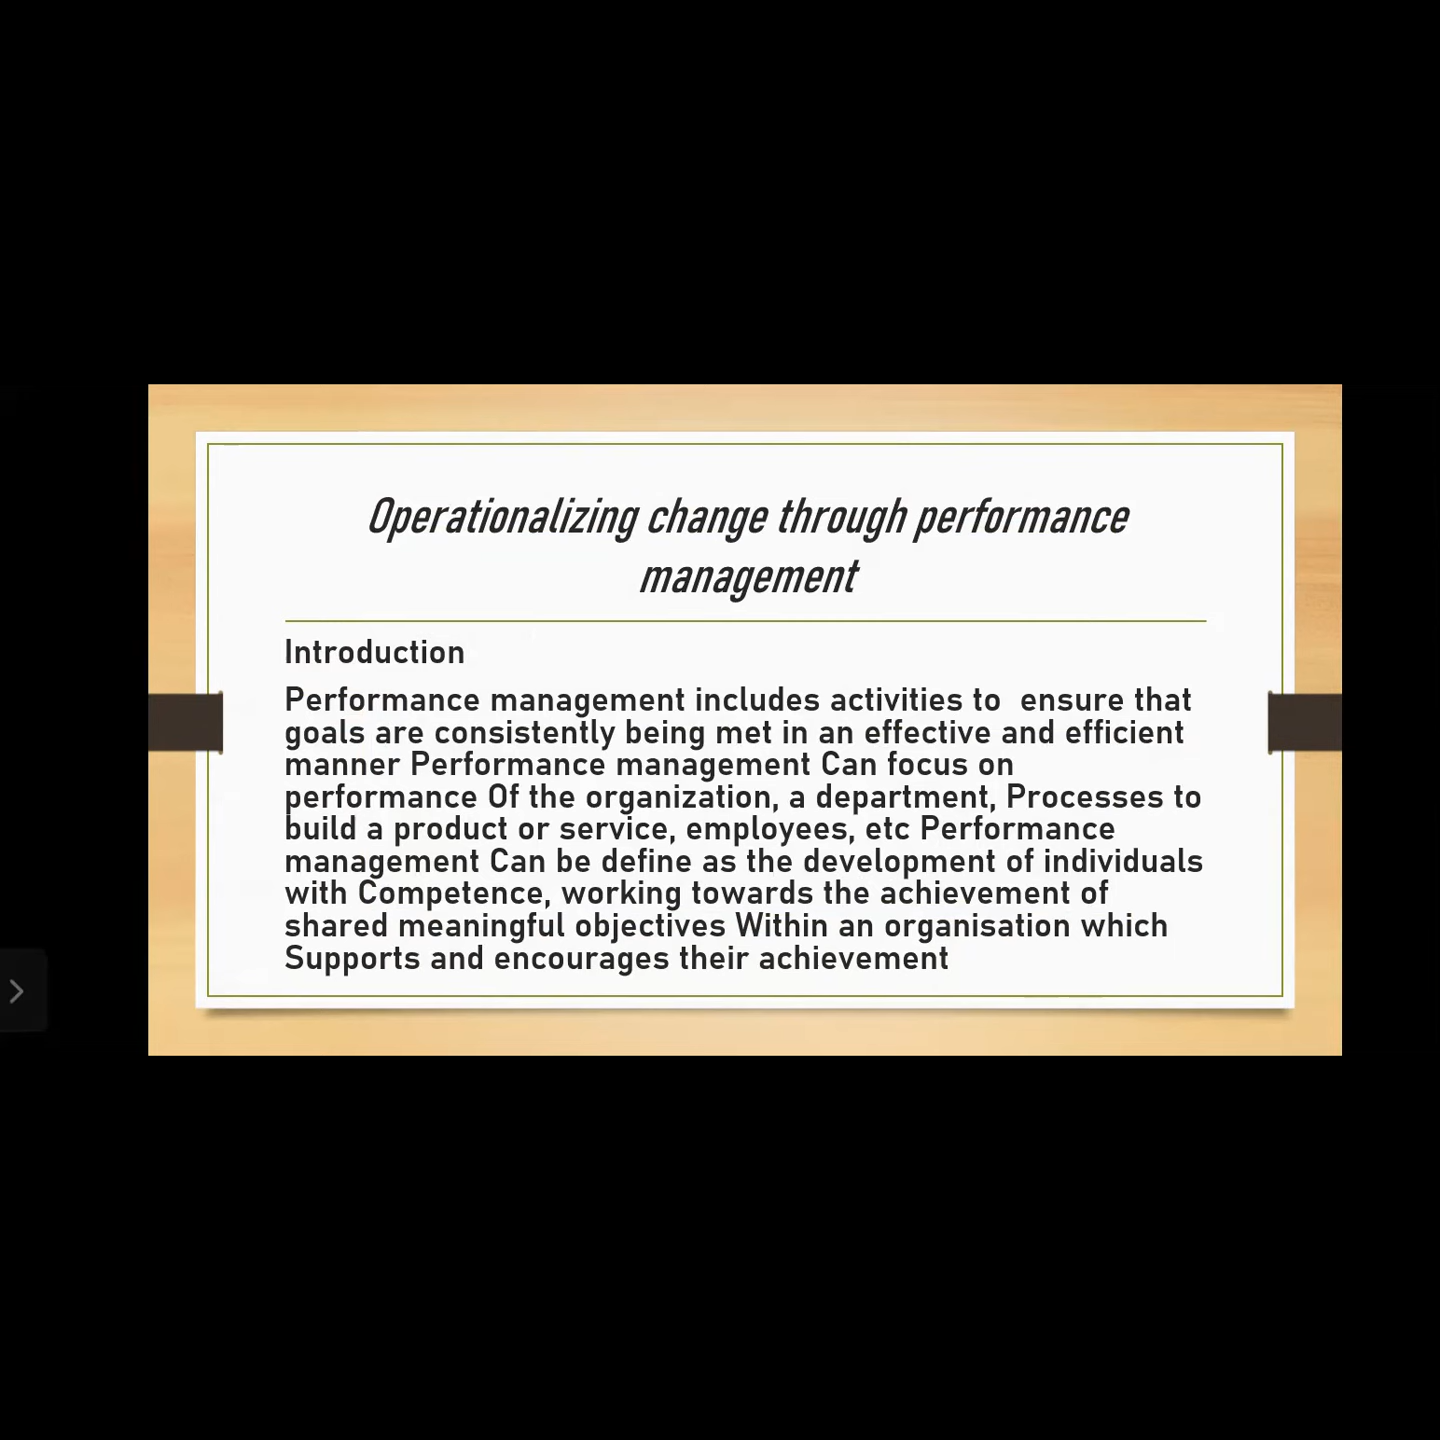 Operationalizing change through performance
management
Introduction
Performance management includes activities to  ensure that
goals are consistently being met in an effective and efficient
manner Performance management Can focus on
performance Of the organization, a department, Processes to
build a product or service, employees, etc Performance
management Can be define as the development of individuals
with Competence, working towards the achievement of
shared meaningful objectives Within an organisation which
Supports and encourages their achievement